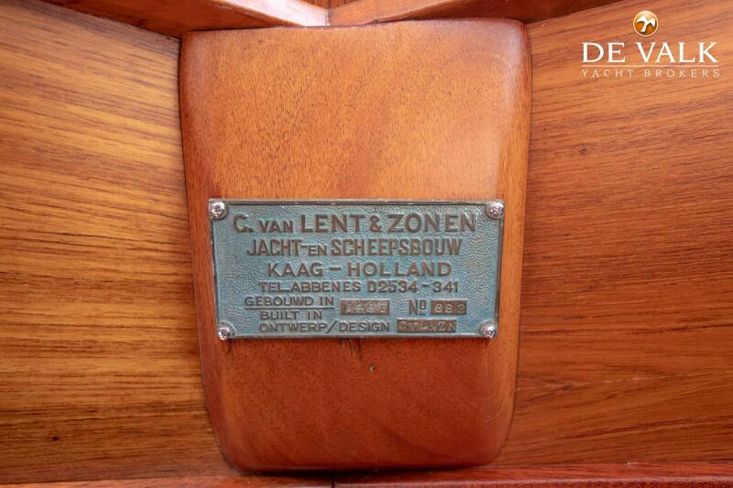 DE VALK
YACHT BROKERS
G. VAN LENT & ZONEN
JACHT-EN SCHEEPSBOUW
KAAG - HOLLAND
TEL. ABBENES 02534-341
GEBOUWD IN
BUILT IN
No 682
ONTWERP/DESIGN